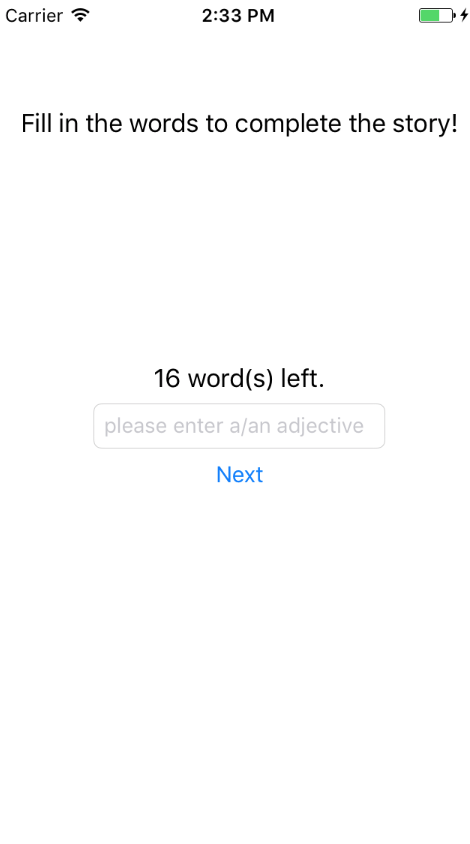 Carrier 2:33 PM
Fill in the words to complete the story!
16 word(s) left.
please enter a/an adjective
Next